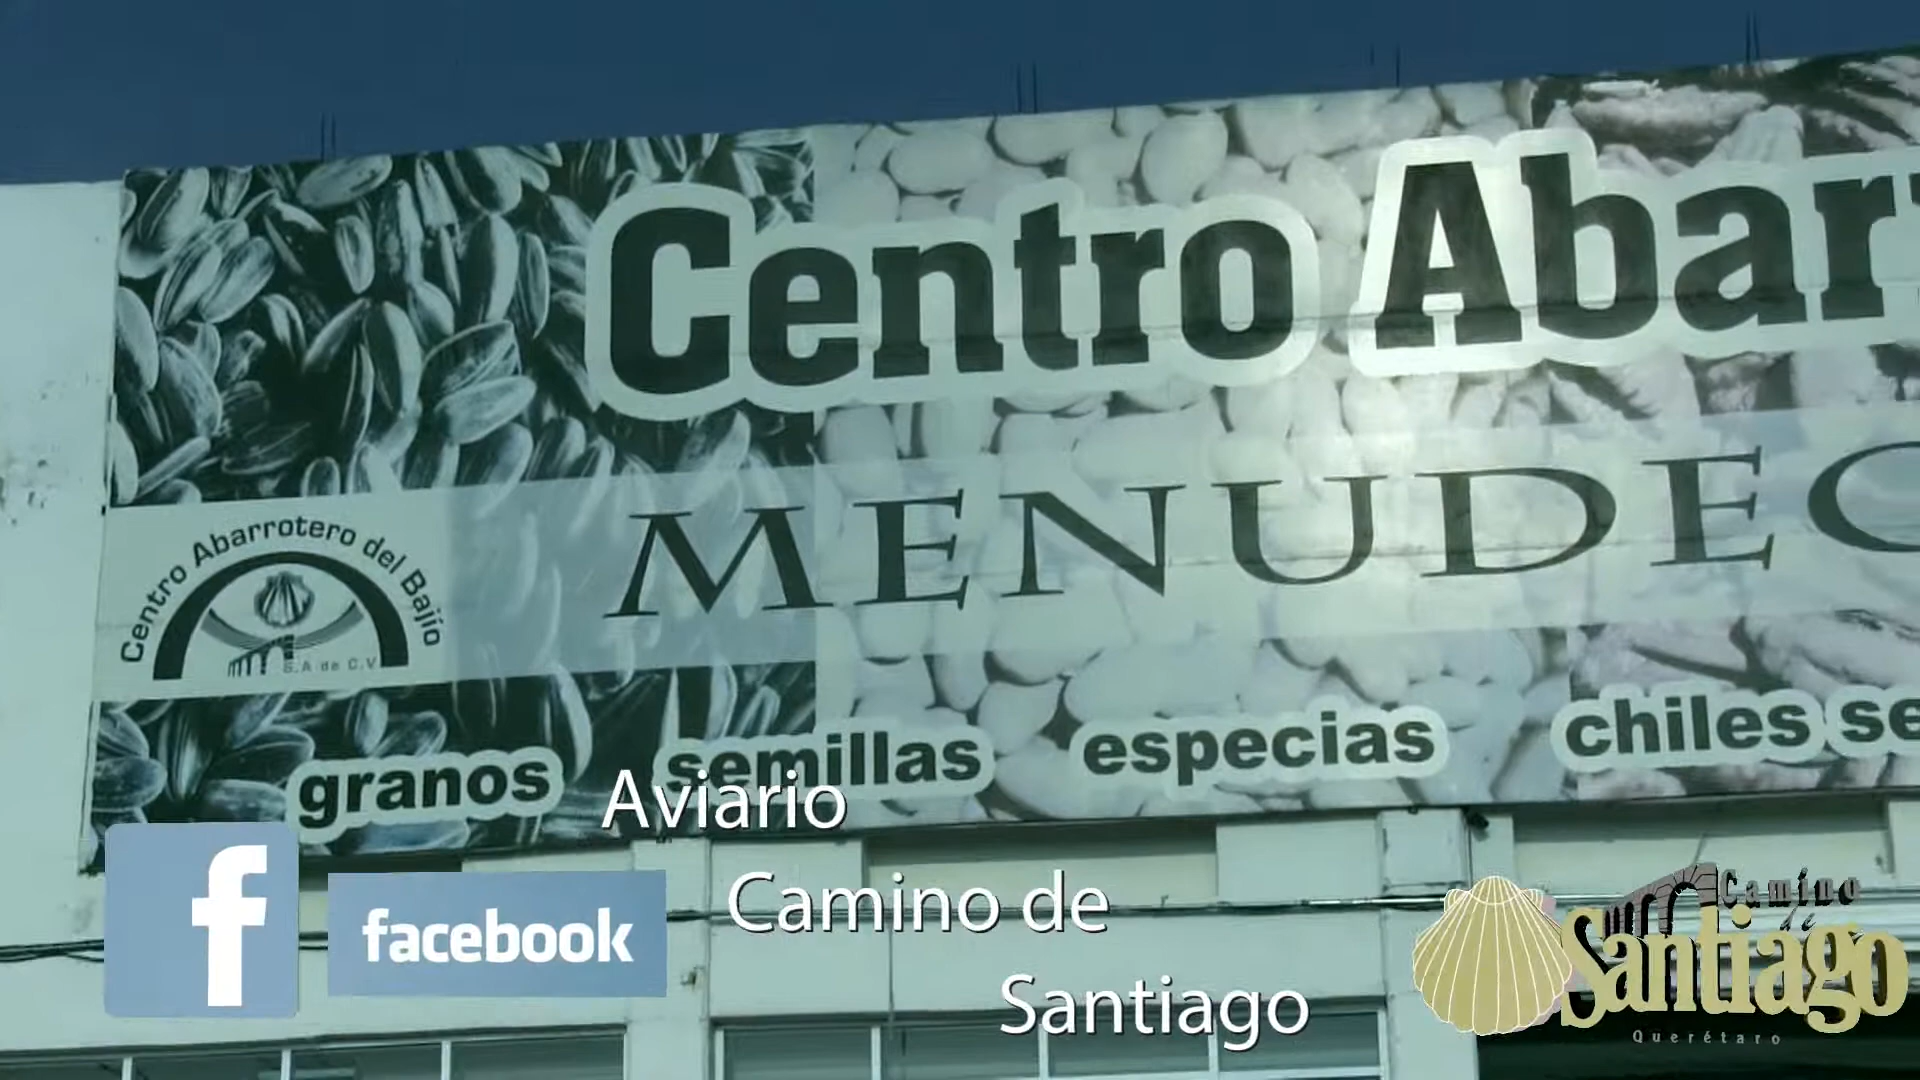 Centro Abar
MENUDEO
Centro Abarrotero del Bajío
S.A de C.V.
granos semillas especias chiles se
Aviario
Camino de
Santiago
f facebook
Camino
de
Santiago
Querétaro